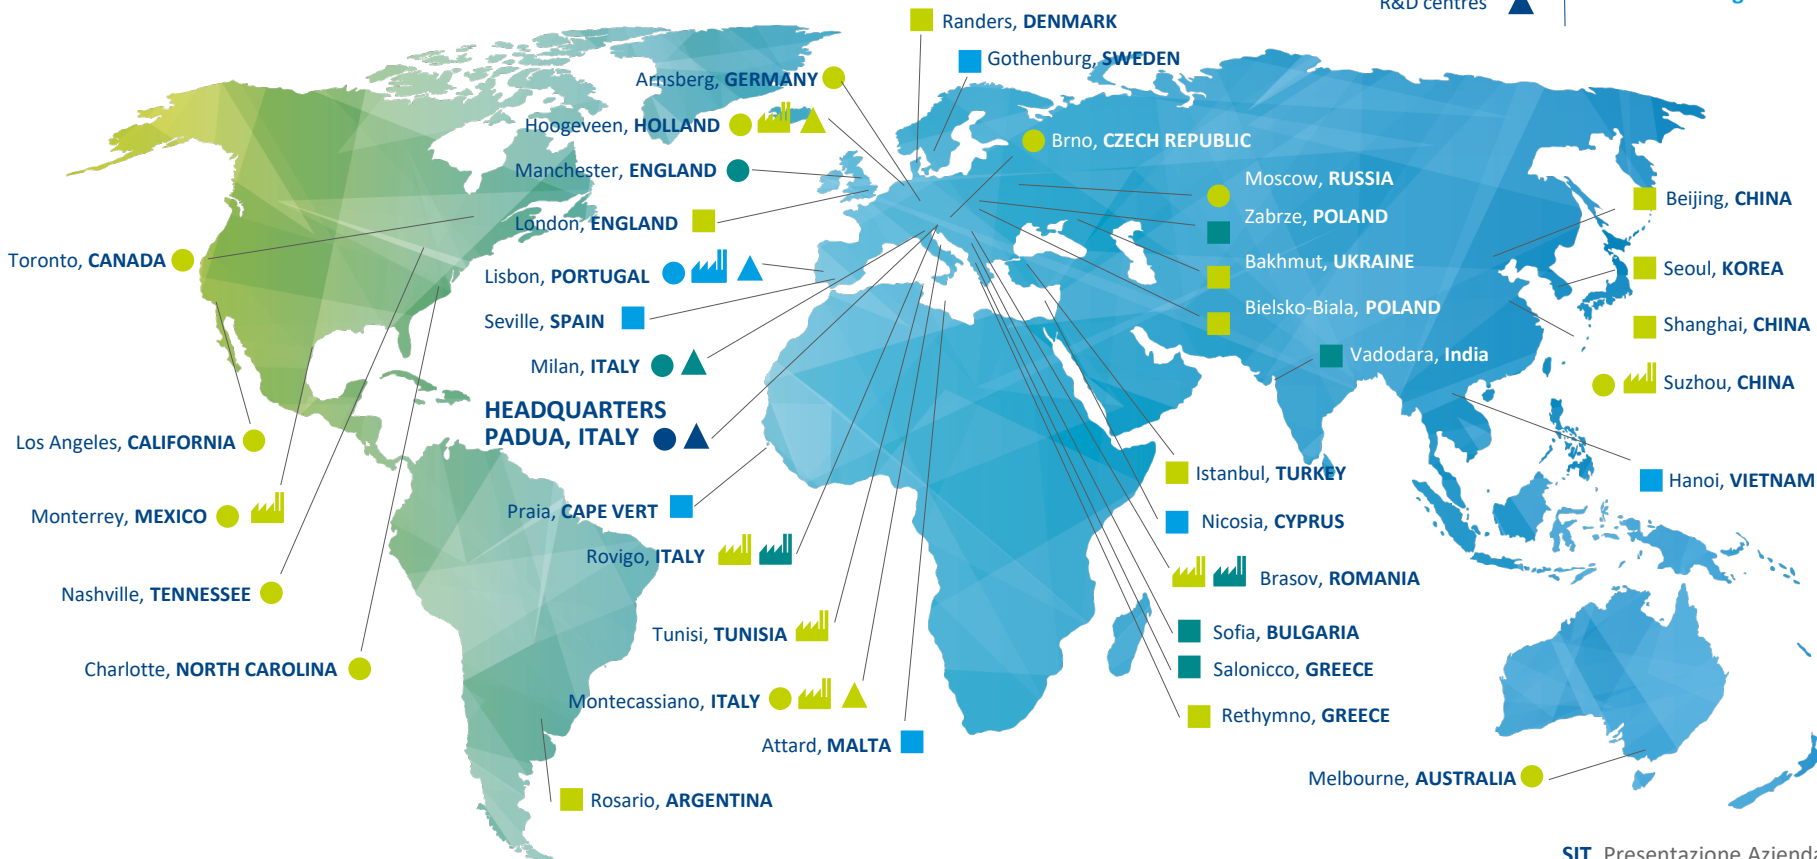 R&D centres
Randers, DENMARK
Gothenburg, SWEDEN
Arnsberg, GERMANY
Hoogeveen, HOLLAND
Brno, CZECH REPUBLIC
Manchester, ENGLAND
Moscow, RUSSIA
Beijing, CHINA
London, ENGLAND
Zabrze, POLAND
Toronto, CANADA
Lisbon, PORTUGAL
Bakhmut, UKRAINE
Seoul, KOREA
Seville, SPAIN
Bielsko-Biala, POLAND
Shanghai, CHINA
Milan, ITALY
Vadodara, India
Suzhou, CHINA
HEADQUARTERS
PADUA, ITALY
Los Angeles, CALIFORNIA
Istanbul, TURKEY
Hanoi, VIETNAM
Monterrey, MEXICO
Praia, CAPE VERT
Nicosia, CYPRUS
Rovigo, ITALY
Brasov, ROMANIA
Nashville, TENNESSEE
Tunisi, TUNISIA
Sofia, BULGARIA
Charlotte, NORTH CAROLINA
Salonicco, GREECE
Montecassiano, ITALY
Rethymno, GREECE
Attard, MALTA
Melbourne, AUSTRALIA
Rosario, ARGENTINA
SIT Presentazione Azienda